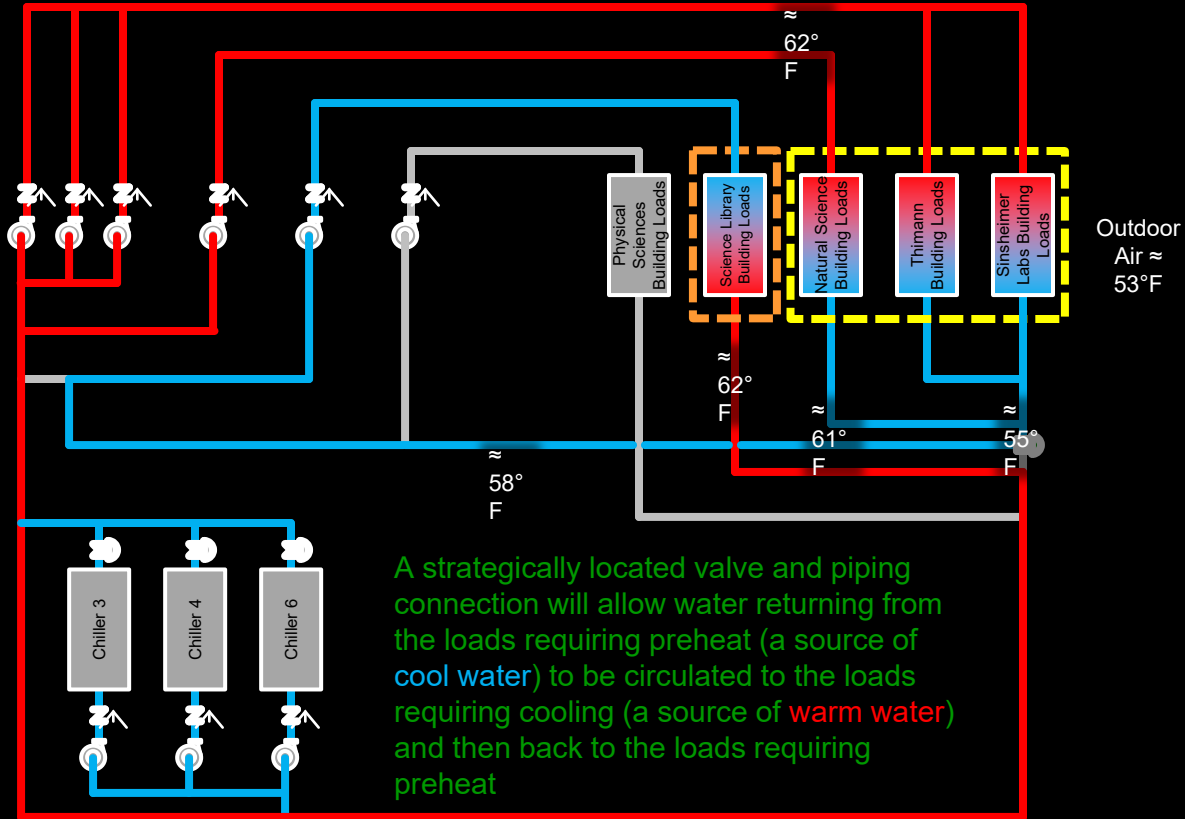 ≈
62°
F
Physical
Sciences
Building Loads
Science Library
Building Loads
Natural Science
Building Loads
Thimann
Building Loads
Sinsheimer
Labs Building
Loads
Outdoor
Air ≈
53°F
≈
62°
F
≈
61°
F
≈
55°
F
≈
58°
F
Chiller 3
Chiller 4
Chiller 6
A strategically located valve and piping
connection will allow water returning from
the loads requiring preheat (a source of
cool water) to be circulated to the loads
requiring cooling (a source of warm water)
and then back to the loads requiring
preheat